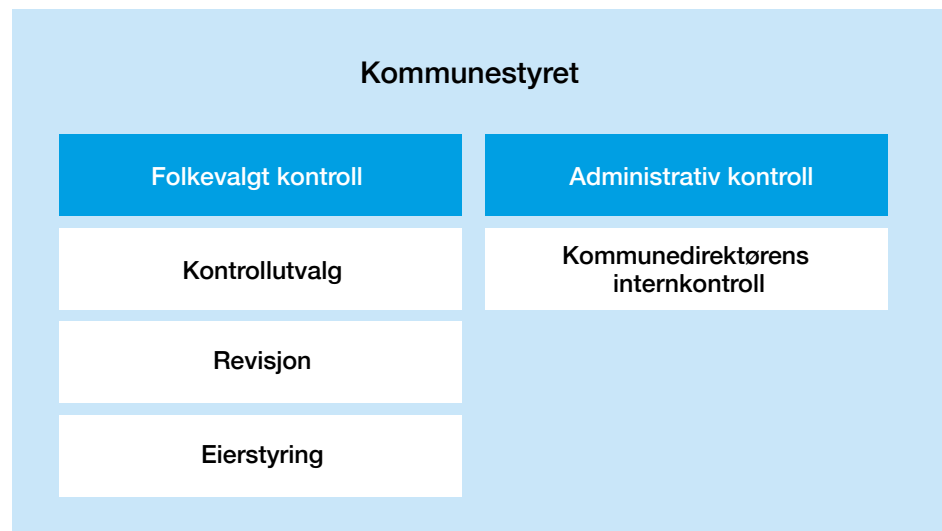 Kommunestyret
Folkevalgt kontroll
Administrativ kontroll
Kontrollutvalg
Kommunedirektørens
internkontroll
Revisjon
Eierstyring